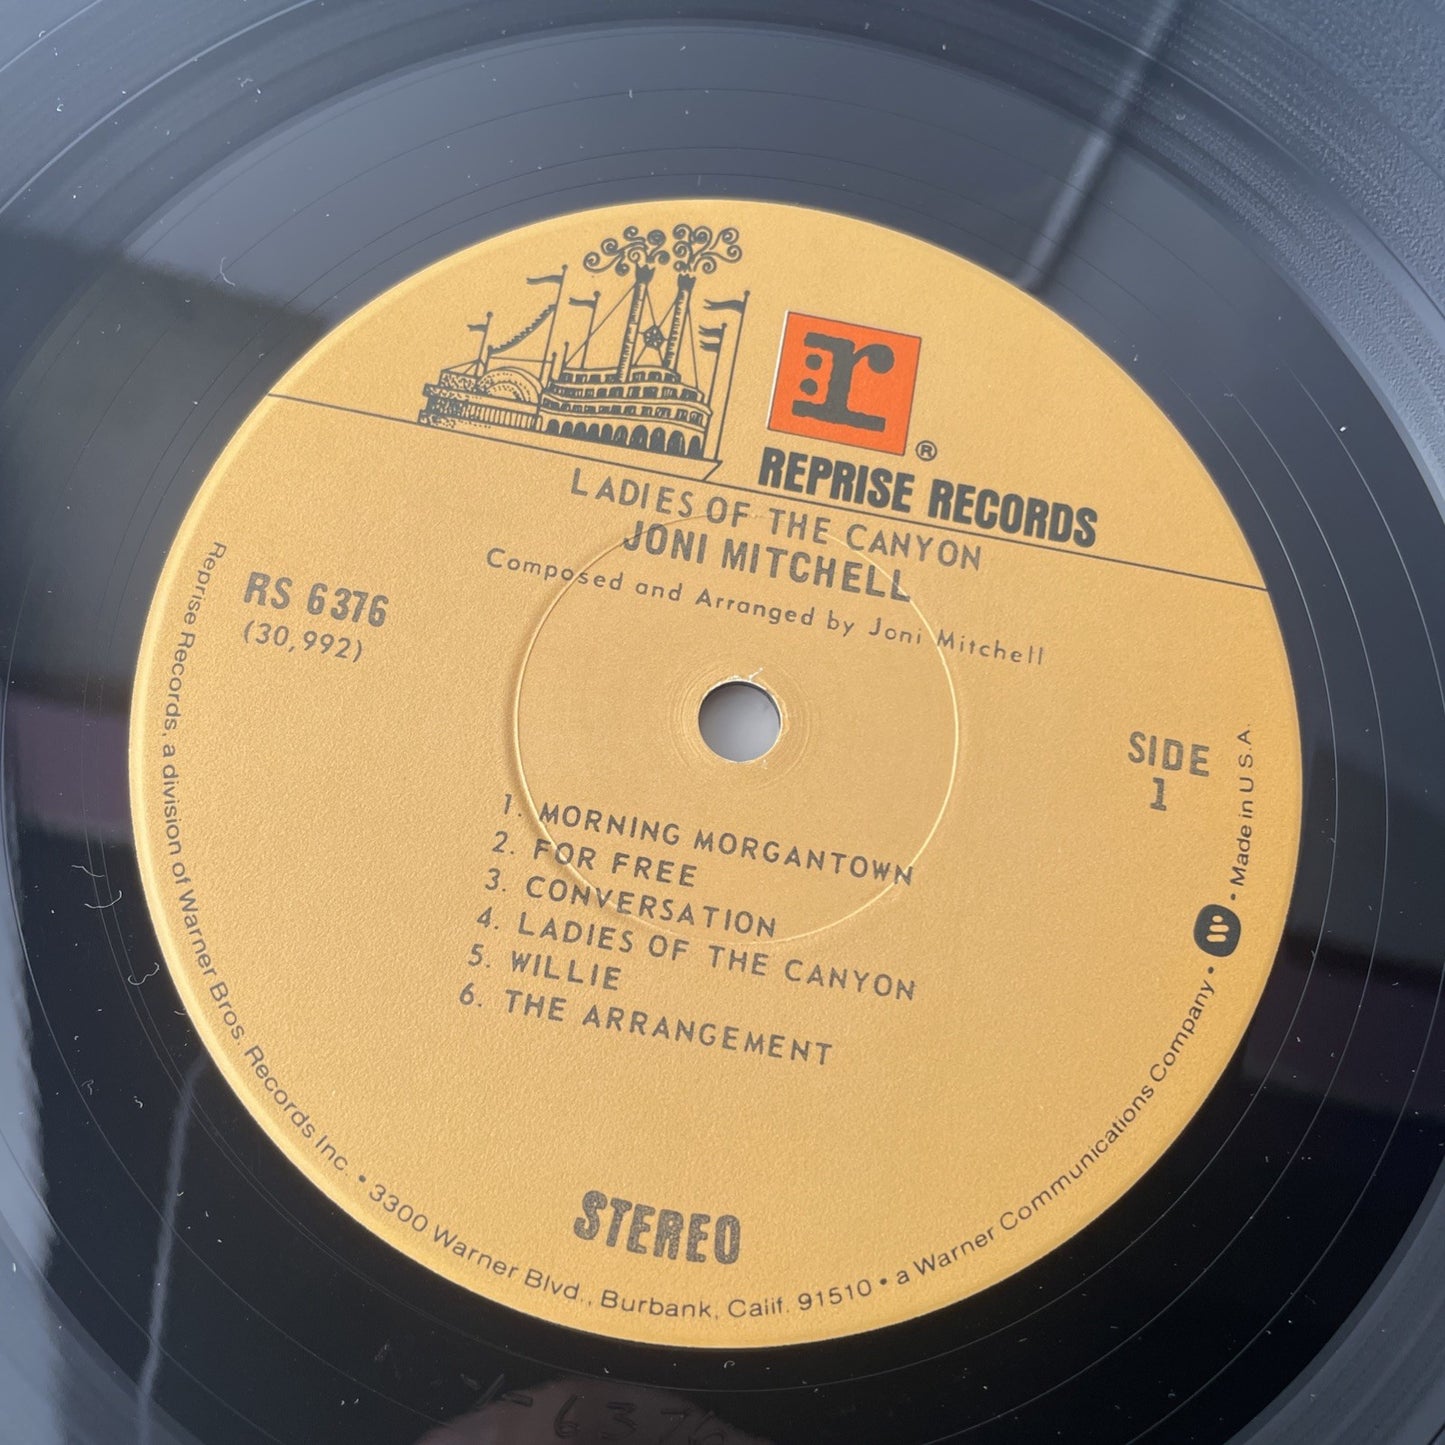 r:
®
REPRISE RECORDS
LADIES OF THE CANYON
JONI MITCHELL
Composed and Arranged by Joni Mitchell
RS 6376
(30,992)
SIDE
1
1. MORNING MORGANTOWN
2. FOR FREE
3. CONVERSATION
4. LADIES OF THE CANYON
5. WILLIE
6. THE ARRANGEMENT
STEREO
Reprise Records, a division of Warner Bros. Records Inc. • 3300 Warner Blvd., Burbank, Calif. 91510 • a Warner Communications Company • Made in U.S.A.
6376